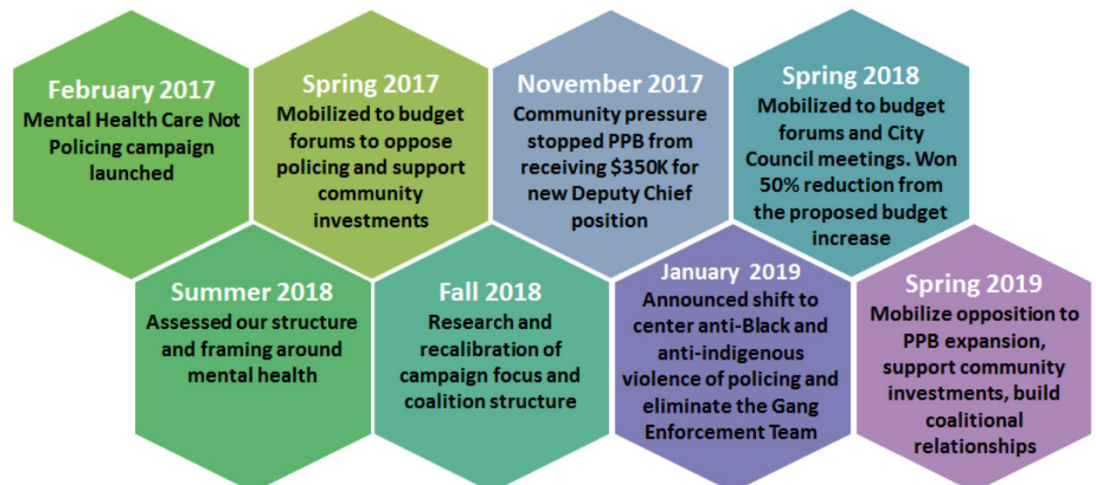 February 2017
Mental Health Care Not
Policing campaign
launched
Spring 2017
Mobilized to budget
forums to oppose
policing and support
community
investments
November 2017
Community pressure
stopped PPB from
receiving $350K for
new Deputy Chief
position
Spring 2018
Mobilized to budget
forums and City
Council meetings. Won
50% reduction from
the proposed budget
increase
Summer 2018
Assessed our structure
and framing around
mental health
Fall 2018
Research and
recalibration of
campaign focus and
coalition structure
January 2019
Announced shift to
center anti-Black and
anti-indigenous
violence of policing and
eliminate the Gang
Enforcement Team
Spring 2019
Mobilize opposition to
PPB expansion,
support community
investments, build
coalitional
relationships